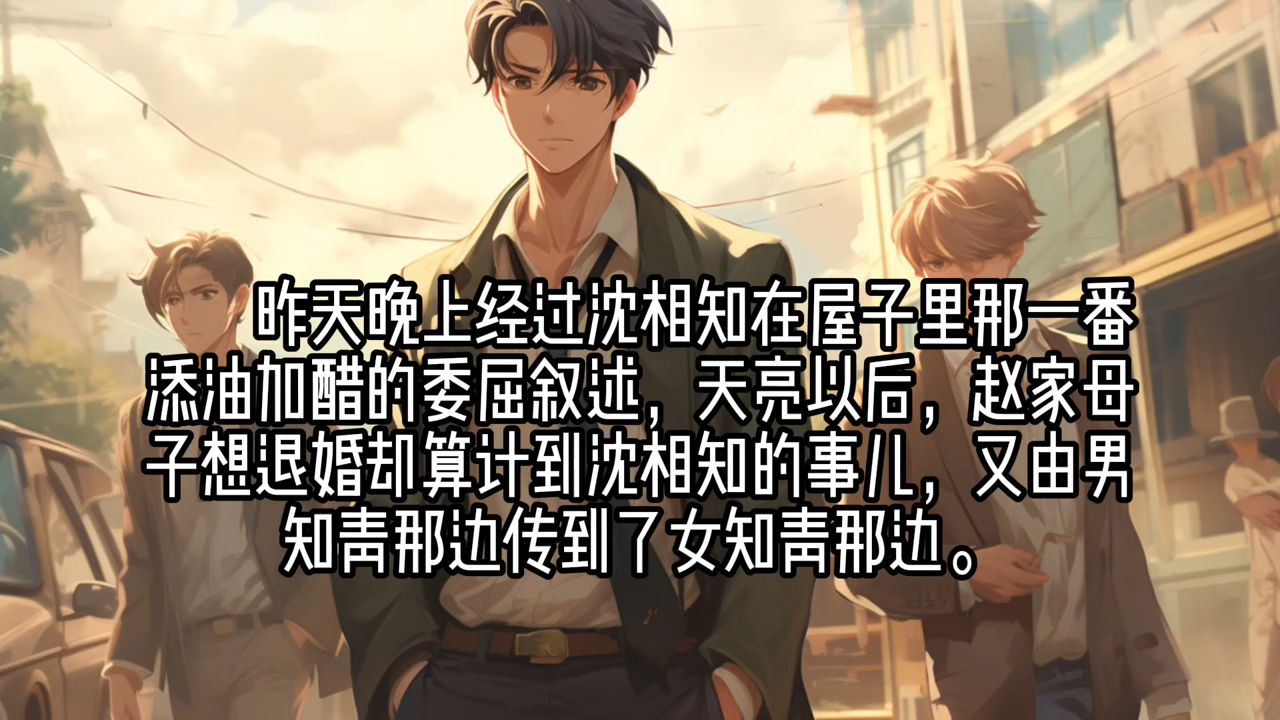 昨天晚上经过沈相知在屋子里那一番
添油加醋的委屈叙述，天亮以后，赵家母
子想退婚却算计到沈相知的事儿，又由男
知青那边传到了女知青那边。